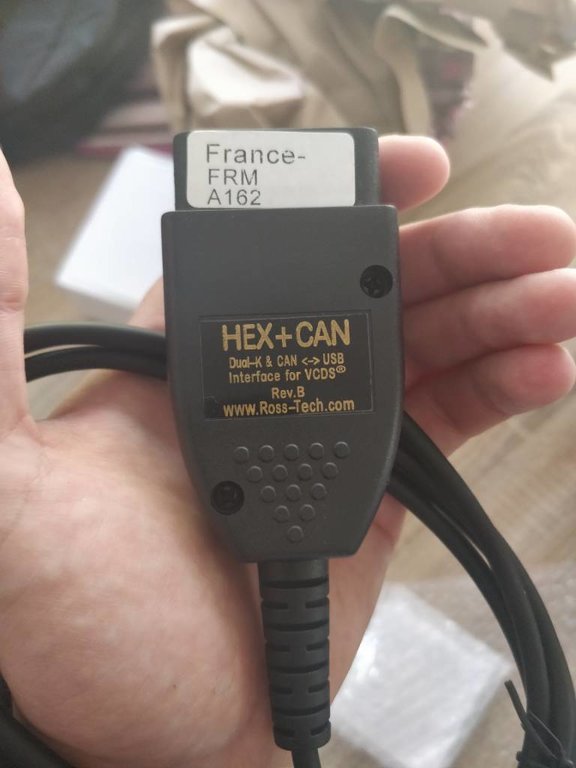 France-
FRM
A162
HEX+CAN
Dual-K & CAN <-> USB
Interface for VCDS®
Rev.B
www.Ross-Tech.com